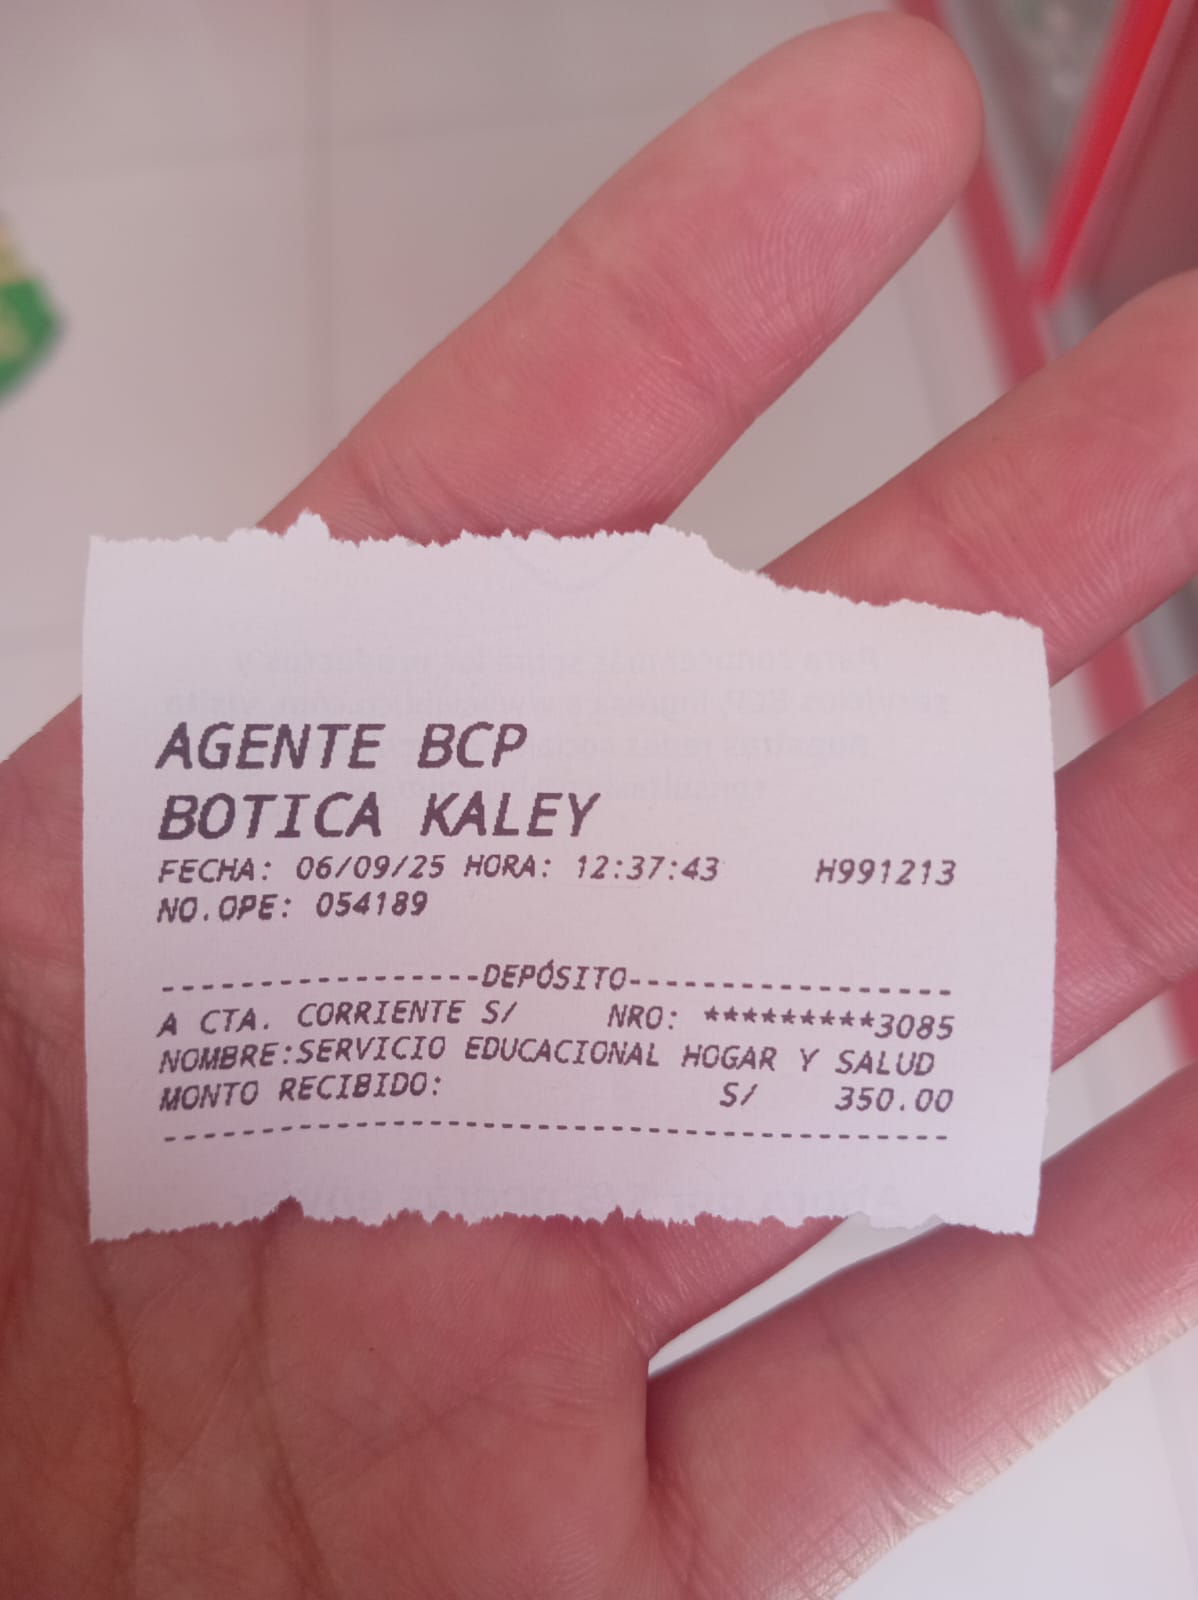 AGENTE BCP
BOTICA KALEY
FECHA: 06/09/25 HORA: 12:37:43 H991213
NO.OPE: 054189
------------------DEPÓSITO------------------
A CTA. CORRIENTE S/ NRO: *********3085
NOMBRE:SERVICIO EDUCACIONAL HOGAR Y SALUD
MONTO RECIBIDO: S/ 350.00
--------------------------------------------